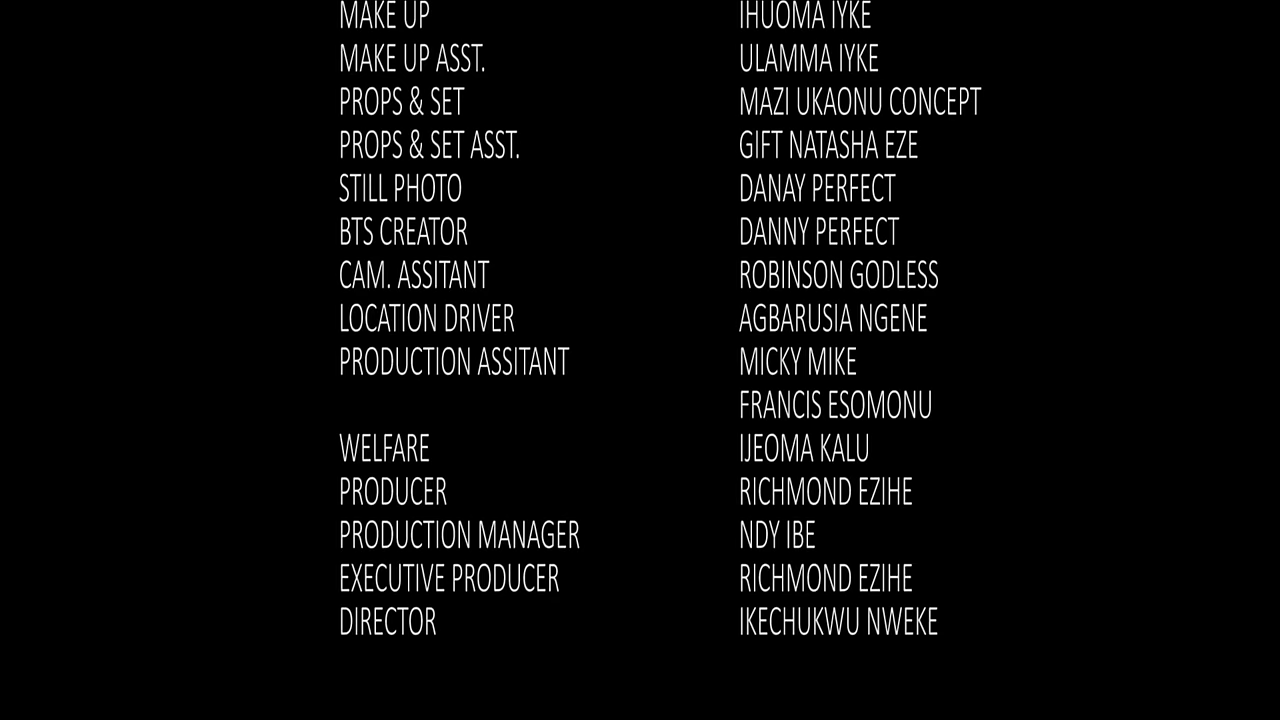 MAKE UP IHUOMA IYKE
MAKE UP ASST. ULAMMA IYKE
PROPS & SET MAZI UKAONU CONCEPT
PROPS & SET ASST. GIFT NATASHA EZE
STILL PHOTO DANAY PERFECT
BTS CREATOR DANNY PERFECT
CAM. ASSITANT ROBINSON GODLESS
LOCATION DRIVER AGBARUSIA NGENE
PRODUCTION ASSITANT MICKY MIKE
FRANCIS ESOMONU
WELFARE IJEOMA KALU
PRODUCER RICHMOND EZIHE
PRODUCTION MANAGER NDY IBE
EXECUTIVE PRODUCER RICHMOND EZIHE
DIRECTOR IKECHUKWU NWEKE